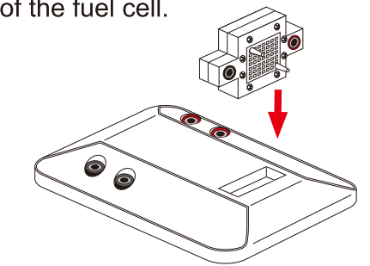 of the fuel cell.